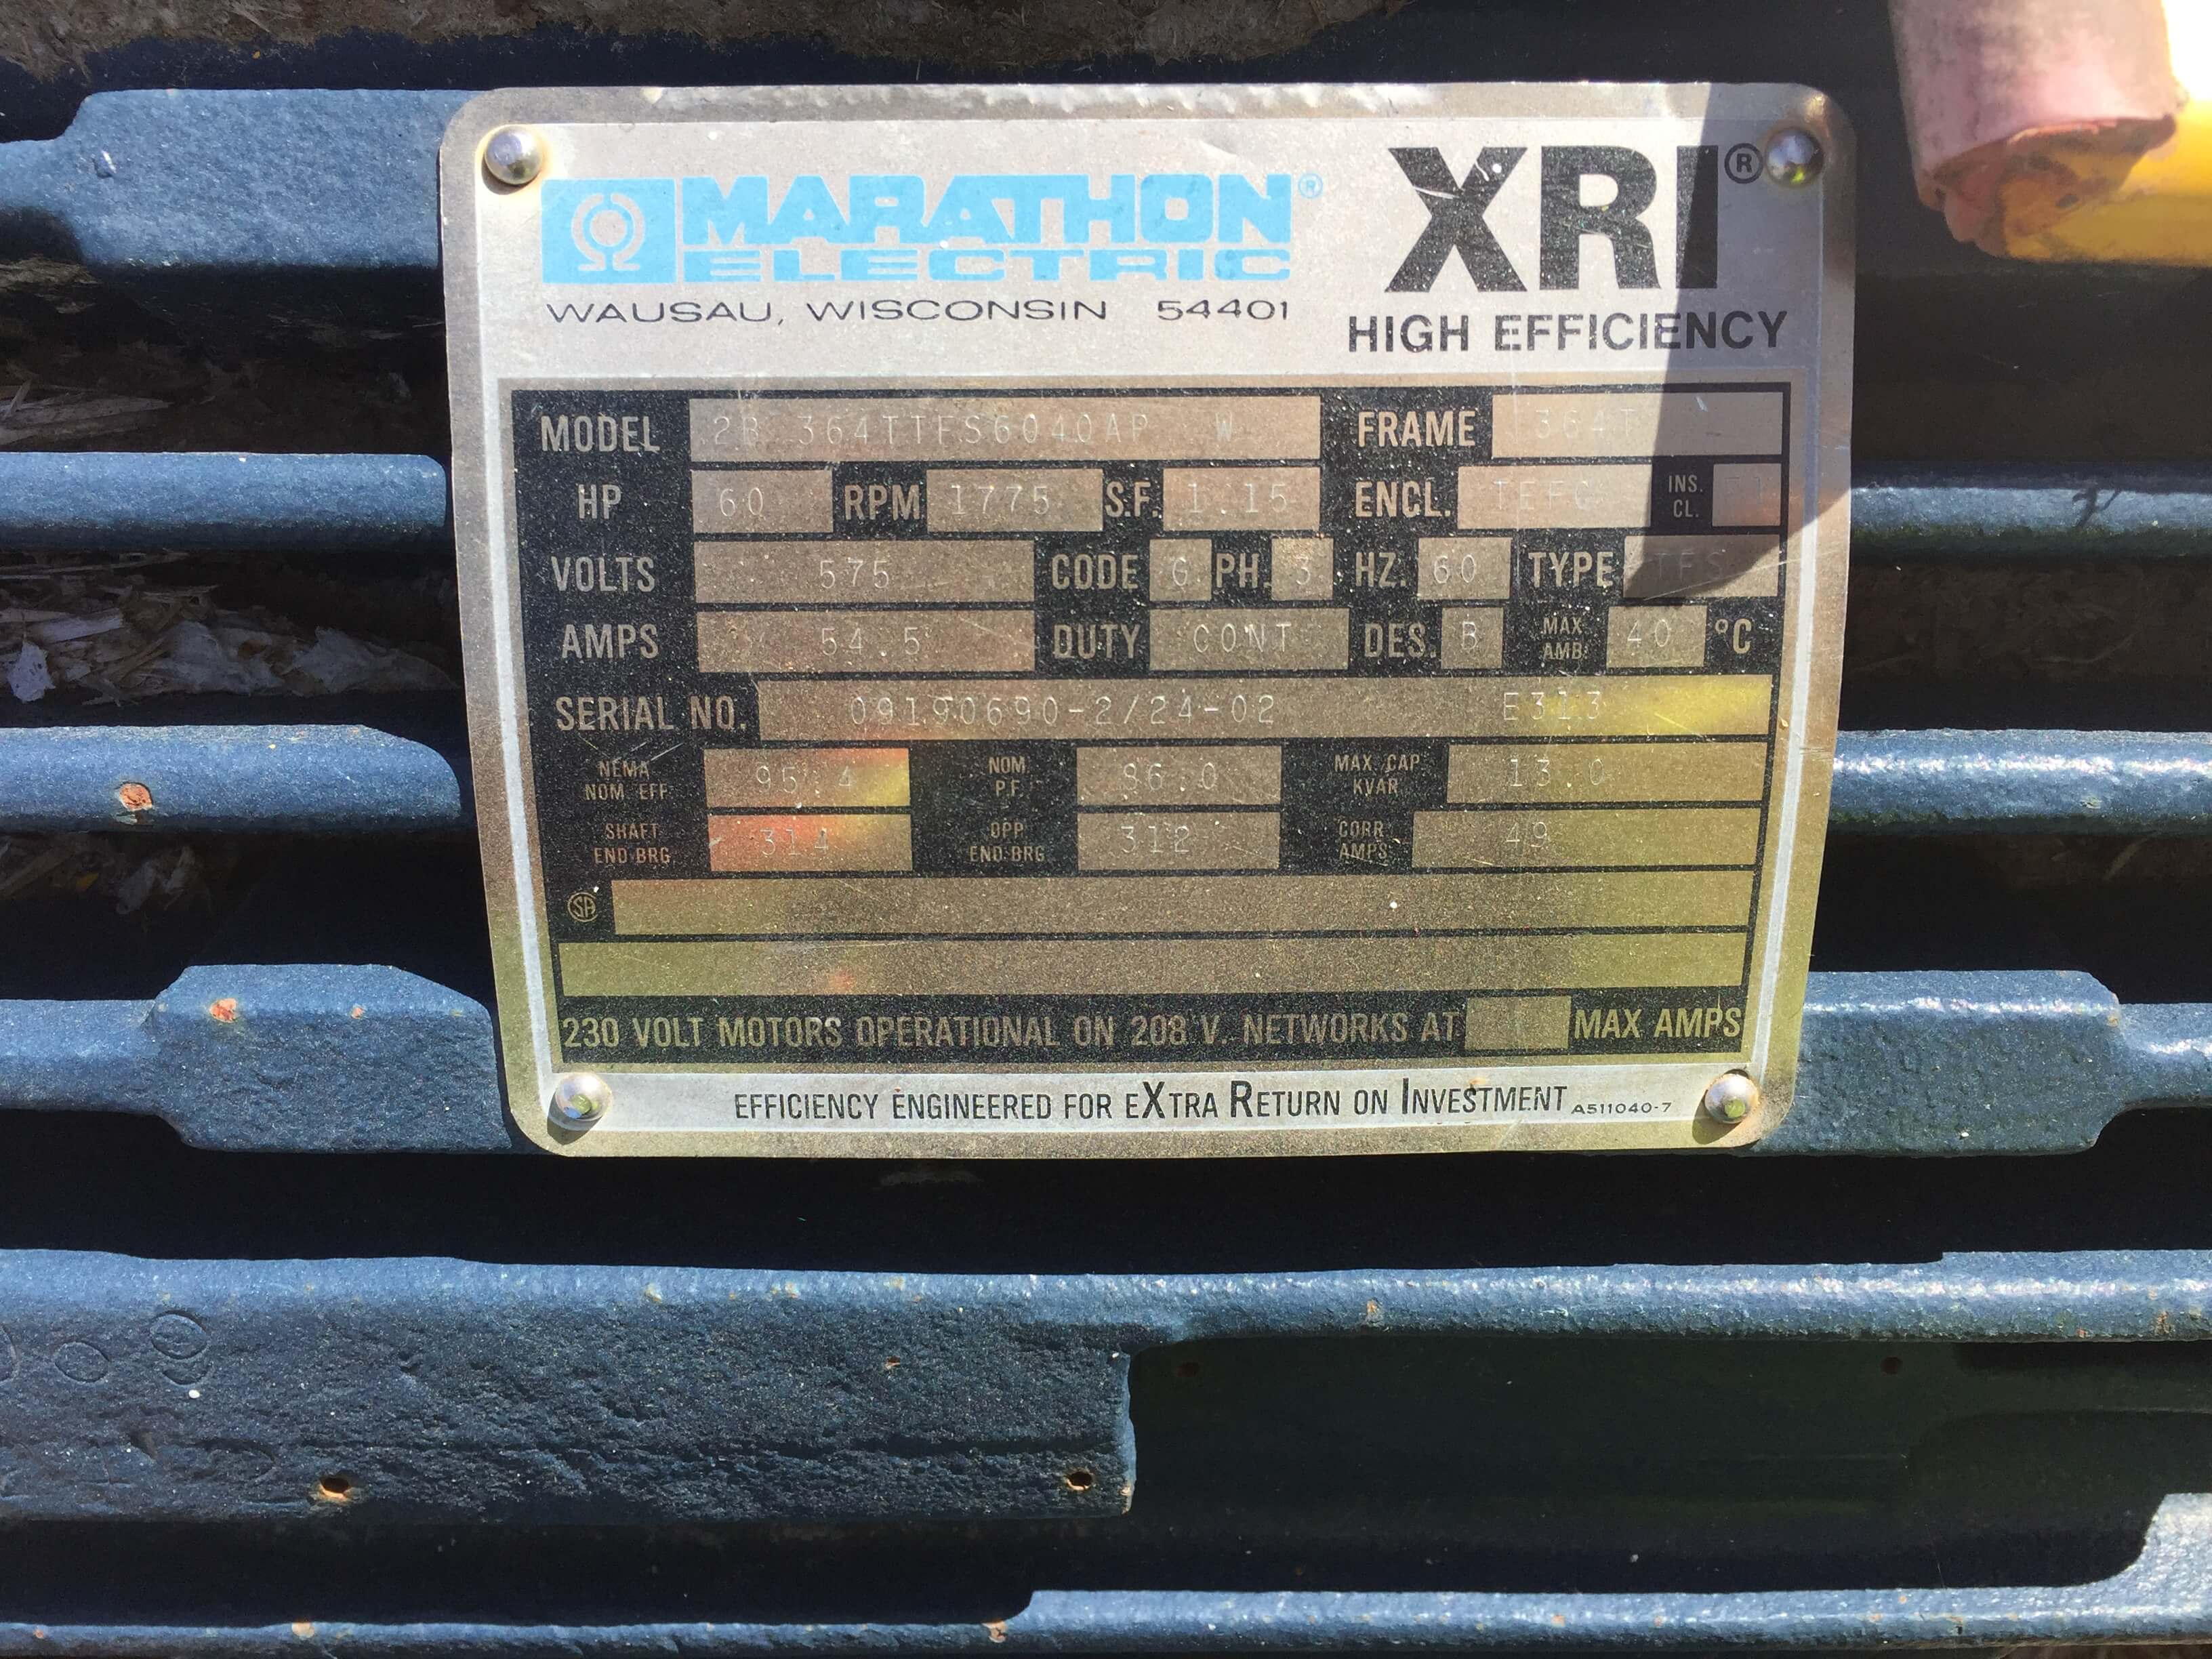 MARATHON® XRI®
ELECTRIC
WAUSAU, WISCONSIN 54401
HIGH EFFICIENCY
MODEL 2B 364TTFS6040AP W FRAME 364T
HP 60 RPM 1775 S.F. 1.15 ENCL. TEFC INS. CL.
VOLTS 575 CODE G PH. 3 HZ. 60 TYPE TFS
AMPS 54.5 DUTY CONT DES. B MAX. AMB. 40 °C
SERIAL NO. 09190690-2/24-02 E313
NEMA NOM. EFF. 95.4 NOM. P.F. 86.0 MAX. CAP. KVAR 13.0
SHAFT END BRG. 314 OPP. END BRG. 312 CORR. AMPS. 49
SA
230 VOLT MOTORS OPERATIONAL ON 208 V. NETWORKS AT MAX AMPS
EFFICIENCY ENGINEERED FOR EXTRA RETURN ON INVESTMENT A511040-7